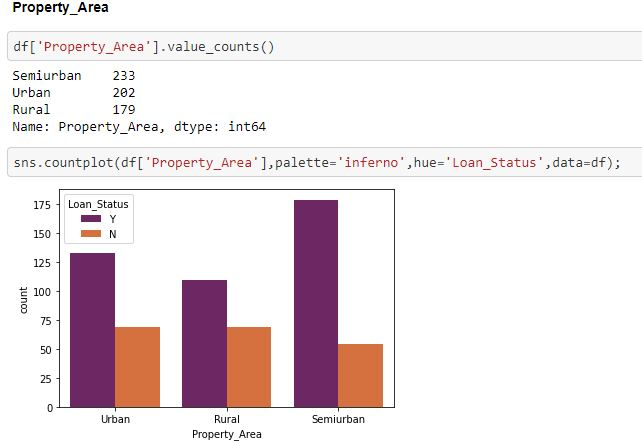 Property_Area
df['Property_Area'].value_counts()
Semiurban    233
Urban        202
Rural        179
Name: Property_Area, dtype: int64
sns.countplot(df['Property_Area'],palette='inferno',hue='Loan_Status',data=df);
Loan_Status
Y
N
175
150
125
100
75
50
25
0
count
Urban Rural Semiurban
Property_Area